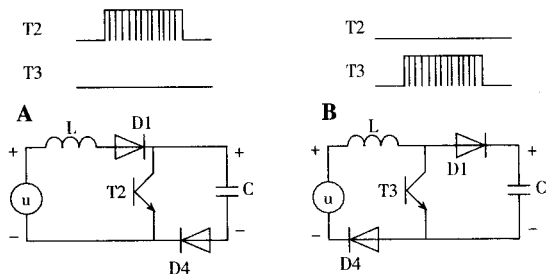 T2 T2
T3 T3
A B
L D1 L
D1
+ + + +
u T2 C u T3 C
− − − −
D4 D4